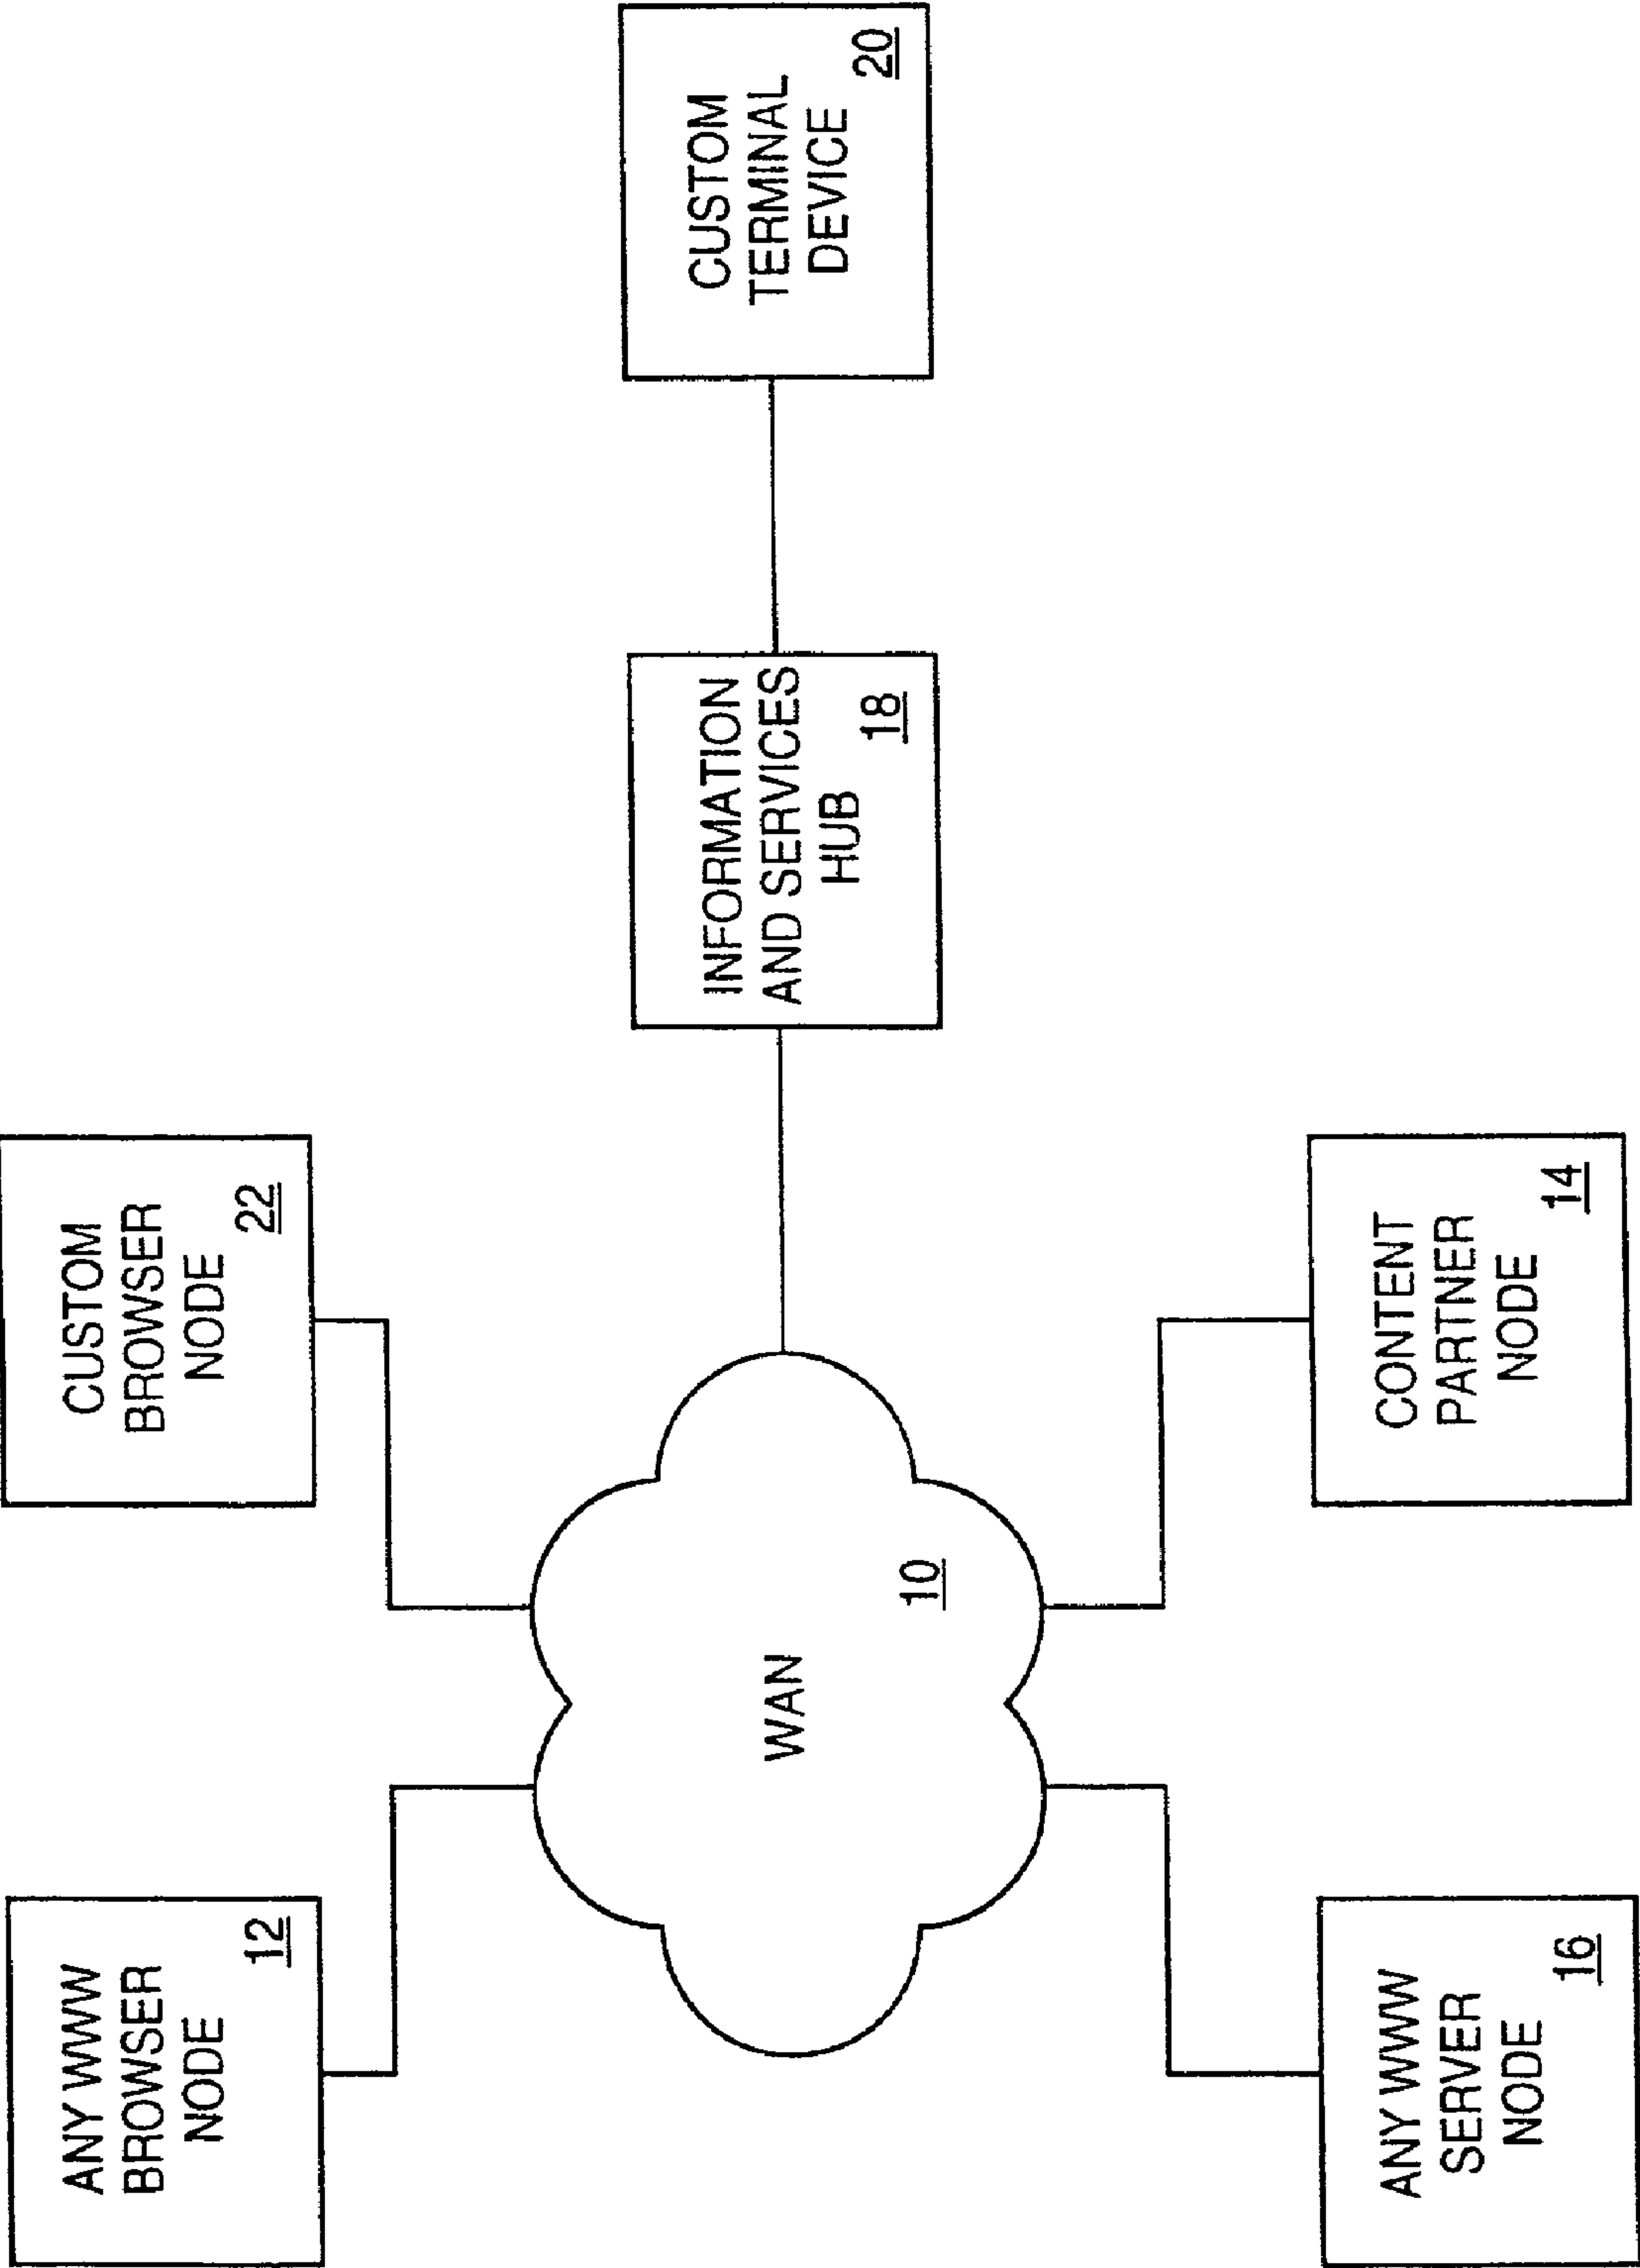 ANY WWW
BROWSER
NODE
12
CUSTOM
BROWSER
NODE
22
WAN
10
INFORMATION
AND SERVICES
HUB
18
CUSTOM
TERMINAL
DEVICE
20
ANY WWW
SERVER
NODE
16
CONTENT
PARTNER
NODE
14